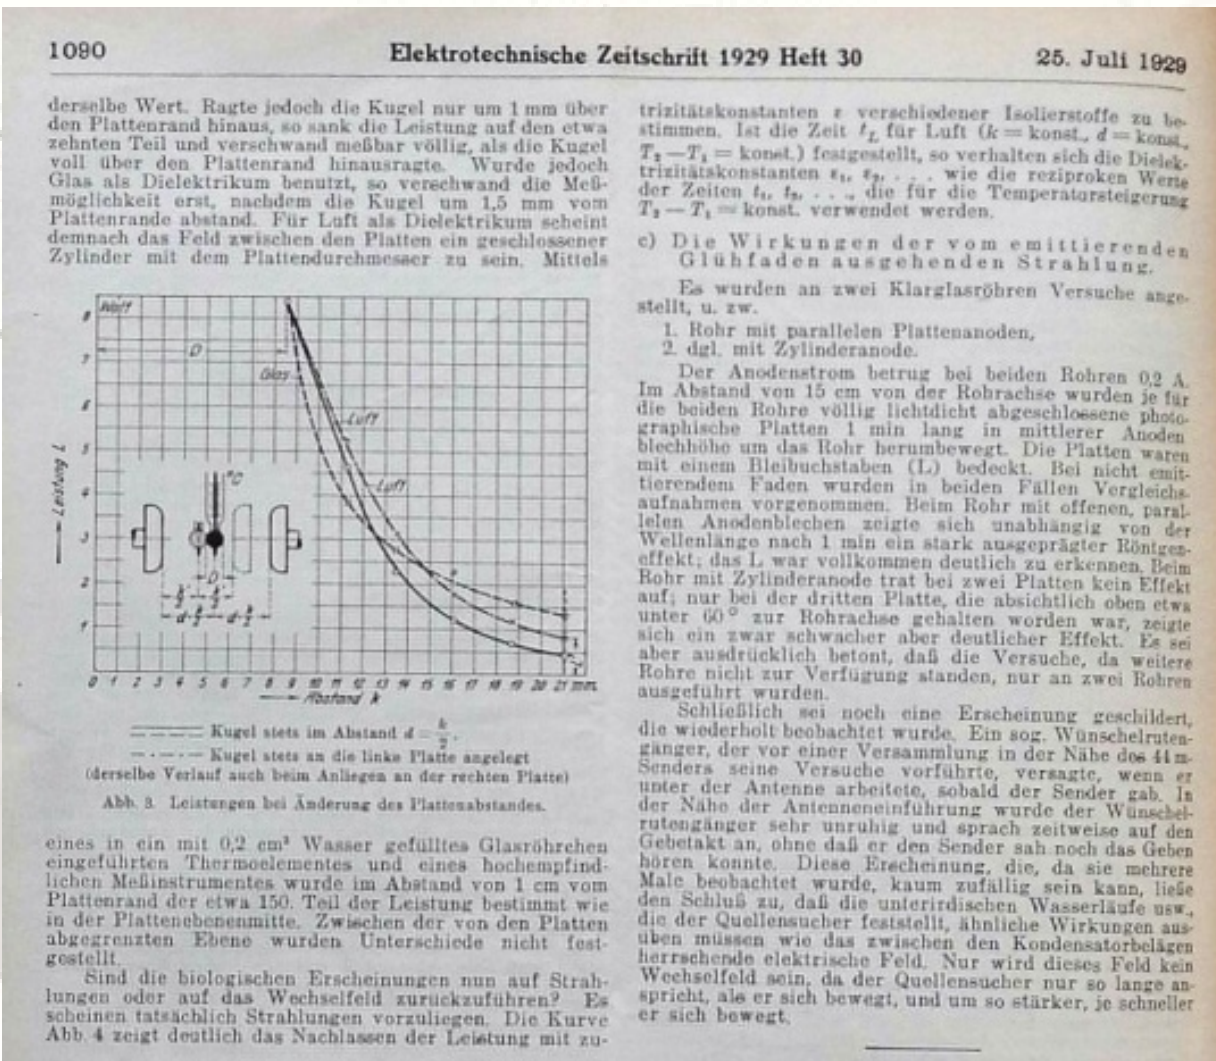 1090
Elektrotechnische Zeitschrift 1929 Heft 30
25. Juli 1929
derselbe Wert. Ragte jedoch die Kugel nur um 1 mm über
den Plattenrand hinaus, so sank die Leistung auf den etwa
zehnten Teil und verschwand meßbar völlig, als die Kugel
voll über den Plattenrand hinausragte. Wurde jedoch
Glas als Dielektrikum benutzt, so verschwand die Meß-
möglichkeit erst, nachdem die Kugel um 1,5 mm vom
Plattenrande abstand. Für Luft als Dielektrikum scheint
demnach das Feld zwischen den Platten ein geschlossener
Zylinder mit dem Plattendurchmesser zu sein. Mittels
Watt
8
7
6
5
4
3
2
1
D
Glas
Luft
Luft
Leistung L
°C
D
0 1 2 3 4 5 6 7 8 9 10 11 12 13 14 15 16 17 18 19 20 21 mm
Abstand k
Kugel stets im Abstand d = k/2.
Kugel stets an die linke Platte angelegt
(derselbe Verlauf auch beim Anliegen an der rechten Platte)
Abb. 3. Leistungen bei Änderung des Plattenabstandes.
eines in ein mit 0,2 cm³ Wasser gefülltes Glasröhrchen
eingeführten Thermoelementes und eines hochempfind-
lichen Meßinstrumentes wurde im Abstand von 1 cm vom
Plattenrand der etwa 150. Teil der Leistung bestimmt wie
in der Plattenebenenmitte. Zwischen der von den Platten
abgegrenzten Ebene wurden Unterschiede nicht fest-
gestellt.
Sind die biologischen Erscheinungen nun auf Strah-
lungen oder auf das Wechselfeld zurückzuführen? Es
scheinen tatsächlich Strahlungen vorzuliegen. Die Kurve
Abb. 4 zeigt deutlich das Nachlassen der Leistung mit zu-
trizitätskonstanten ε verschiedener Isolierstoffe zu be-
stimmen. Ist die Zeit t_L für Luft (k = konst., d = konst.,
T₂ — T₁ = konst.) festgestellt, so verhalten sich die Dielek-
trizitätskonstanten ε₁, ε₂, . . . wie die reziproken Werte
der Zeiten t₁, t₂, . . ., die für die Temperatursteigerung
T₂ — T₁ = konst. verwendet werden.
c) Die Wirkungen der vom emittierenden
Glühfaden ausgehenden Strahlung.
Es wurden an zwei Klarglasröhren Versuche ange-
stellt, u. zw.
1. Rohr mit parallelen Plattenanoden,
2. dgl. mit Zylinderanode.
Der Anodenstrom betrug bei beiden Rohren 0,2 A.
Im Abstand von 15 cm von der Rohrachse wurden je für
die beiden Rohre völlig lichtdicht abgeschlossene photo-
graphische Platten 1 min lang in mittlerer Anoden
blechhöhe um das Rohr herumbewegt. Die Platten waren
mit einem Bleibuchstaben (L) bedeckt. Bei nicht emit-
tierendem Faden wurden in beiden Fällen Vergleichs-
aufnahmen vorgenommen. Beim Rohr mit offenen, paral-
lelen Anodenblechen zeigte sich unabhängig von der
Wellenlänge nach 1 min ein stark ausgeprägter Röntgen-
effekt; das L war vollkommen deutlich zu erkennen. Beim
Rohr mit Zylinderanode trat bei zwei Platten kein Effekt
auf; nur bei der dritten Platte, die absichtlich oben etwa
unter 60° zur Rohrachse gehalten worden war, zeigte
sich ein zwar schwacher aber deutlicher Effekt. Es sei
aber ausdrücklich betont, daß die Versuche, da weitere
Rohre nicht zur Verfügung standen, nur an zwei Rohren
ausgeführt wurden.
Schließlich sei noch eine Erscheinung geschildert,
die wiederholt beobachtet wurde. Ein sog. Wünschelruten-
gänger, der vor einer Versammlung in der Nähe des 44 m-
Senders seine Versuche vorführte, versagte, wenn er
unter der Antenne arbeitete, sobald der Sender gab. In
der Nähe der Antenneneinführung wurde der Wünschel-
rutengänger sehr unruhig und sprach zeitweise auf den
Gebetakt an, ohne daß er den Sender sah noch das Geben
hören konnte. Diese Erscheinung, die, da sie mehrere
Male beobachtet wurde, kaum zufällig sein kann, ließe
den Schluß zu, daß die unterirdischen Wasserläufe usw.,
die der Quellensucher feststellt, ähnliche Wirkungen aus-
üben müssen wie das zwischen den Kondensatorbelägen
herrschende elektrische Feld. Nur wird dieses Feld kein
Wechselfeld sein, da der Quellensucher nur so lange an-
spricht, als er sich bewegt, und um so stärker, je schneller
er sich bewegt.